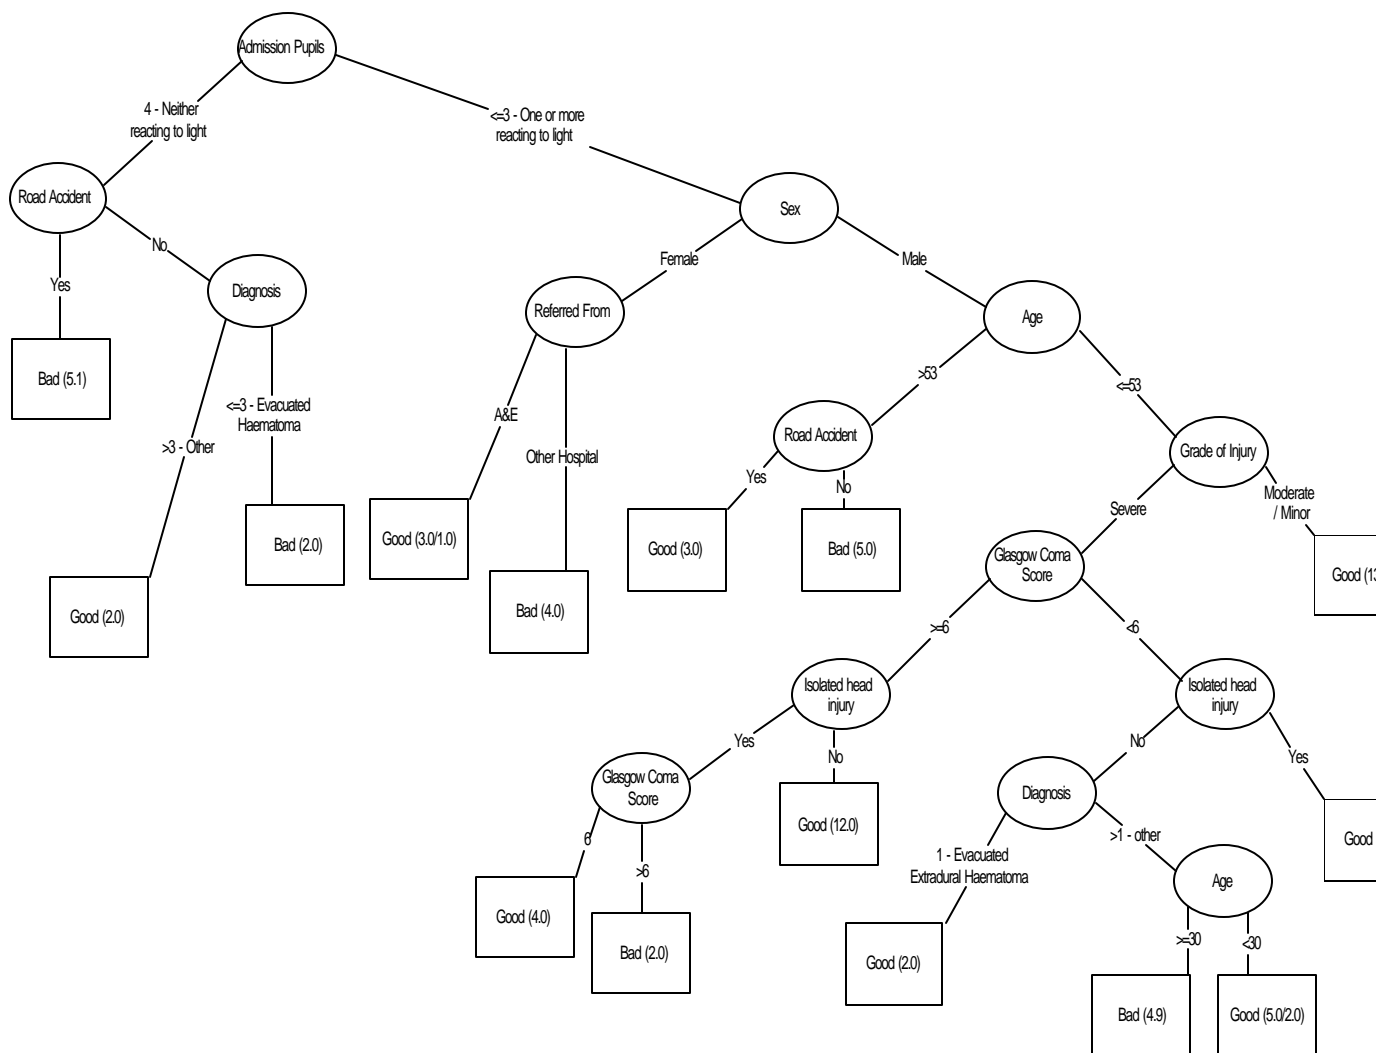 Admission Pupils
4 - Neither
reacting to light
<=3 - One or more
reacting to light
Road Accident
Sex
No
Female
Male
Yes
Diagnosis
Referred From
Age
Bad (5.1)
>53
<=53
<=3 - Evacuated
Haematoma
A&E
>3 - Other
Other Hospital
Road Accident
Grade of Injury
Yes
No
Moderate
/ Minor
Severe
Bad (2.0)
Good (3.0/1.0)
Good (3.0)
Bad (5.0)
Glasgow Coma
Score
Good (13
Good (2.0)
Bad (4.0)
>=6
<6
Isolated head
injury
Isolated head
injury
Yes
No
No
Yes
Glasgow Coma
Score
Diagnosis
Good (12.0)
Good
6
>6
1 - Evacuated
Extradural Haematoma
>1 - other
Age
Good (4.0)
Bad (2.0)
Good (2.0)
>=30
<30
Bad (4.9)
Good (5.0/2.0)